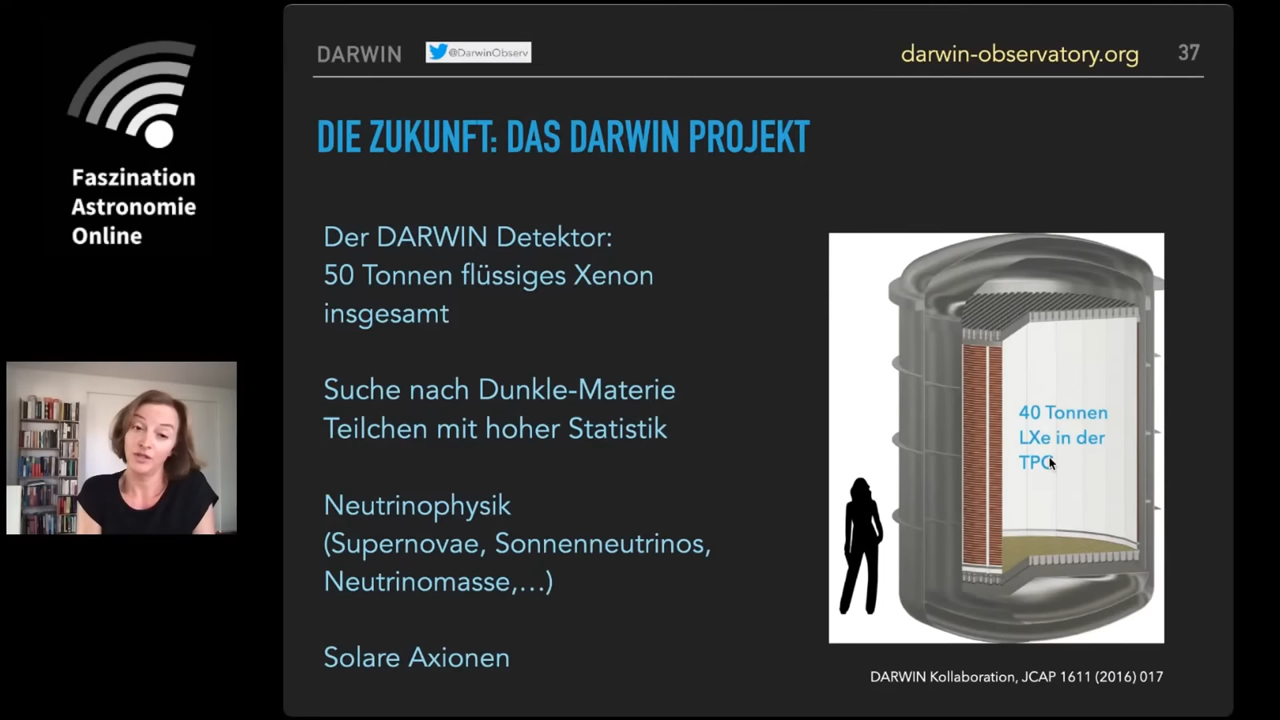 Faszination
Astronomie
Online
DARWIN
@DarwinObserv
darwin-observatory.org
37
DIE ZUKUNFT: DAS DARWIN PROJEKT
Der DARWIN Detektor:
50 Tonnen flüssiges Xenon
insgesamt
Suche nach Dunkle-Materie
Teilchen mit hoher Statistik
Neutrinophysik
(Supernovae, Sonnenneutrinos,
Neutrinomasse,...)
Solare Axionen
40 Tonnen
LXe in der
TPC
DARWIN Kollaboration, JCAP 1611 (2016) 017